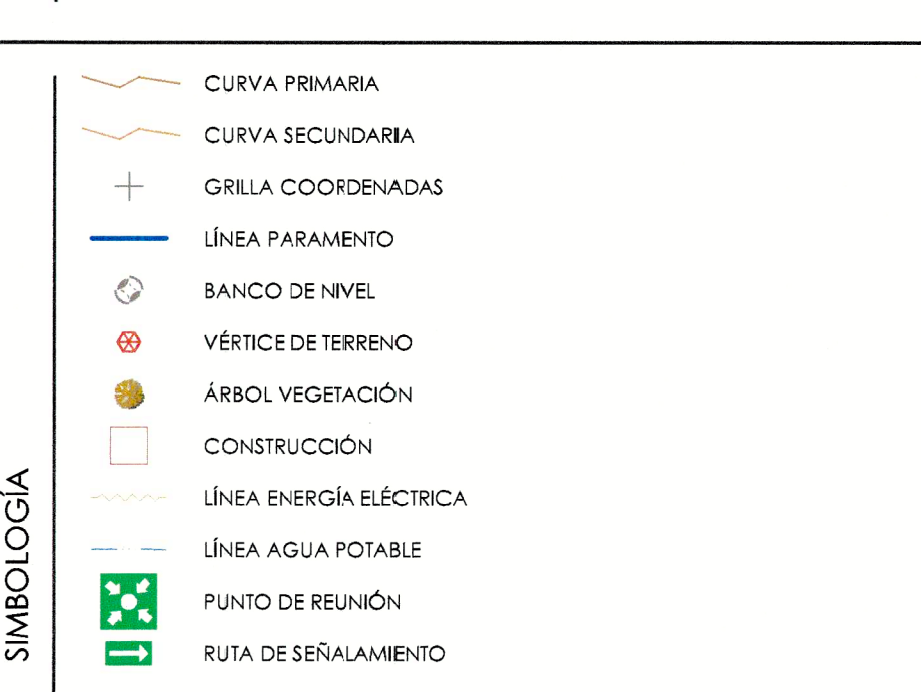 SIMBOLOGÍA
CURVA PRIMARIA
CURVA SECUNDARIA
GRILLA COORDENADAS
LÍNEA PARAMENTO
BANCO DE NIVEL
VÉRTICE DE TERRENO
ÁRBOL VEGETACIÓN
CONSTRUCCIÓN
LÍNEA ENERGÍA ELÉCTRICA
LÍNEA AGUA POTABLE
PUNTO DE REUNIÓN
RUTA DE SEÑALAMIENTO